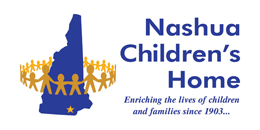 Nashua
Children's
Home
Enriching the lives of children
and families since 1903...